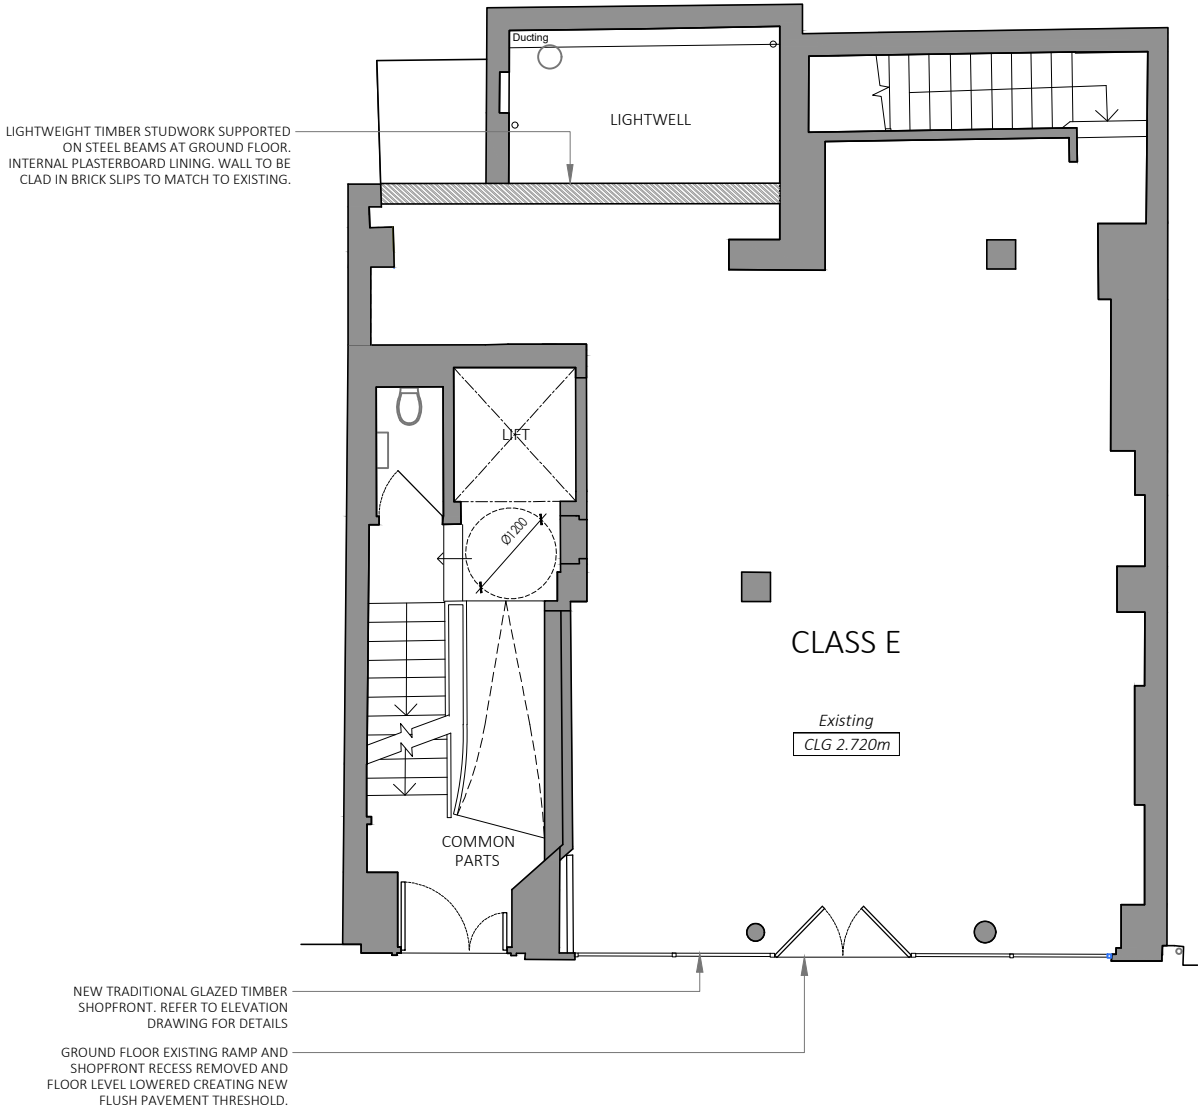 Ducting
LIGHTWELL
LIGHTWEIGHT TIMBER STUDWORK SUPPORTED
ON STEEL BEAMS AT GROUND FLOOR.
INTERNAL PLASTERBOARD LINING. WALL TO BE
CLAD IN BRICK SLIPS TO MATCH TO EXISTING.
LIFT
Ø1200
CLASS E
Existing
CLG 2.720m
COMMON
PARTS
NEW TRADITIONAL GLAZED TIMBER
SHOPFRONT. REFER TO ELEVATION
DRAWING FOR DETAILS
GROUND FLOOR EXISTING RAMP AND
SHOPFRONT RECESS REMOVED AND
FLOOR LEVEL LOWERED CREATING NEW
FLUSH PAVEMENT THRESHOLD.